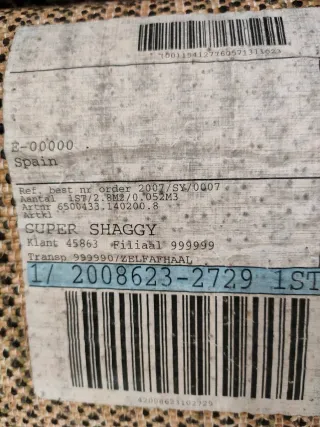 E-00000 .
Spain
Ref. best nr order 2007/SY/0007
Aantal 1ST/2.8M2/0.052M3
Artnr 6500433.140200.8
Artkl
SUPER SHAGGY
Klant 45863 Filiaal 999999
Transp 999990/ZELFAFHAAL
1/ 2008623-2729 1ST